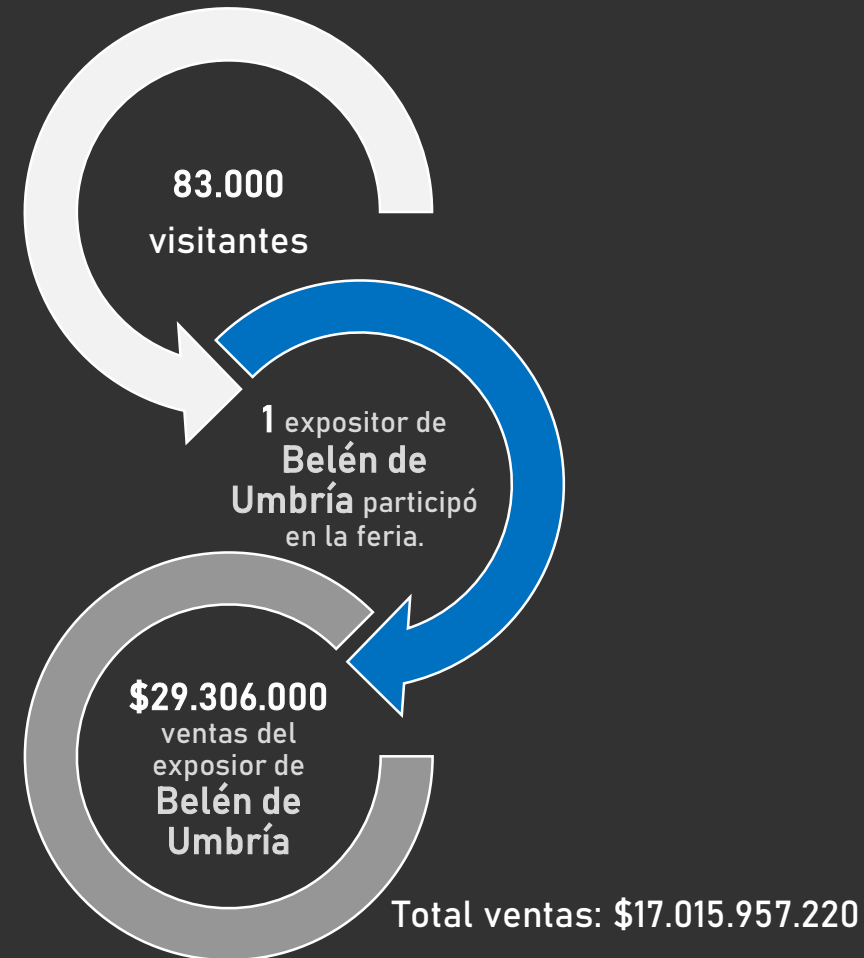 83.000
visitantes
1 expositor de
Belén de
Umbría participó
en la feria.
$29.306.000
ventas del
exposior de
Belén de
Umbría
Total ventas: $17.015.957.220